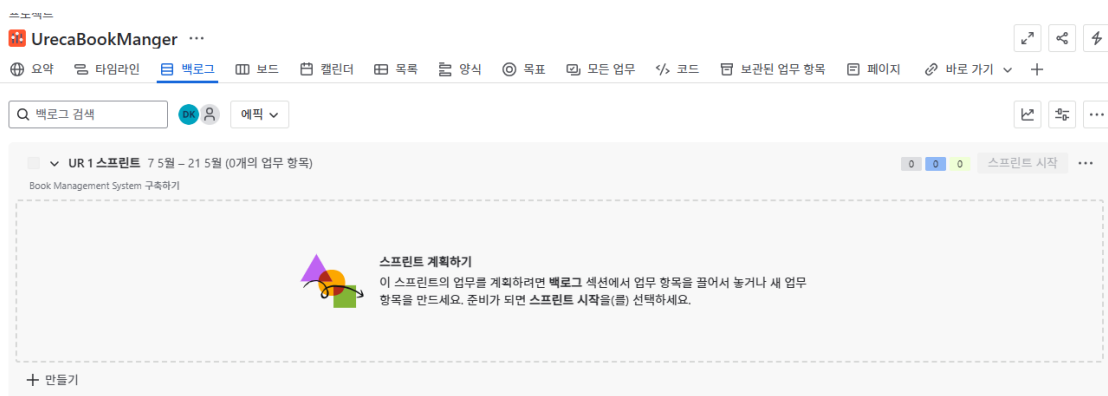 프로젝트
UrecaBookManger
요약 타임라인 백로그 보드 캘린더 목록 양식 목표 모든 업무 코드 보관된 업무 항목 페이지 바로 가기
백로그 검색 DK 에픽
UR 1 스프린트 7 5월 – 21 5월 (0개의 업무 항목) 0 0 0 스프린트 시작
Book Management System 구축하기
스프린트 계획하기
이 스프린트의 업무를 계획하려면 백로그 섹션에서 업무 항목을 끌어서 놓거나 새 업무
항목을 만드세요. 준비가 되면 스프린트 시작을(를) 선택하세요.
만들기